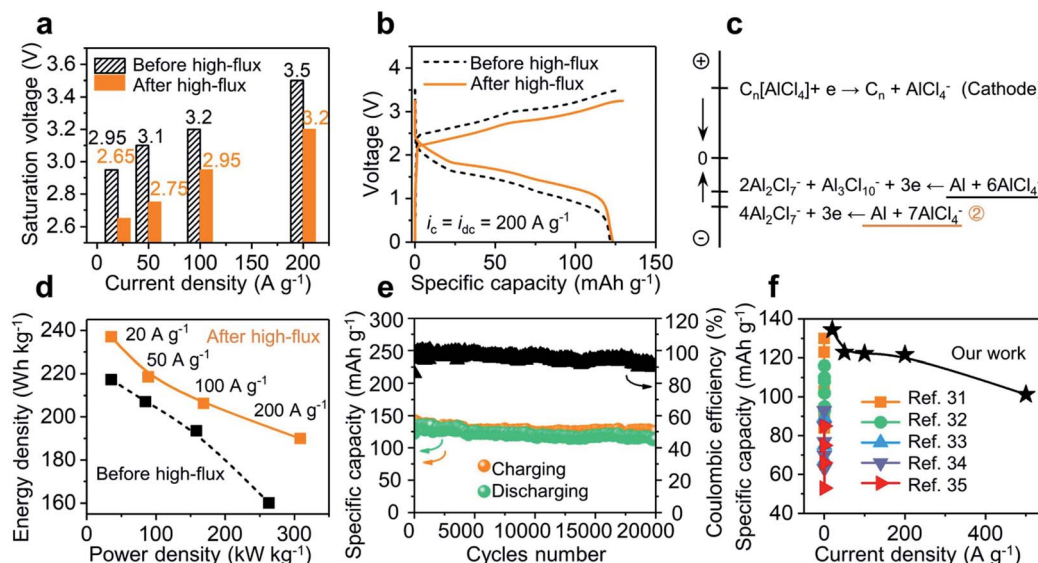 a
Saturation voltage (V)
3.6
3.4
3.2
3.0
2.8
2.6
Before high-flux
After high-flux
2.95
2.65
3.1
2.75
3.2
2.95
3.5
3.2
0 50 100 150 200
Current density (A g⁻¹)
b
Voltage (V)
4
2
0
Before high-flux
After high-flux
i_c = i_dc = 200 A g⁻¹
0 50 100 150
Specific capacity (mAh g⁻¹)
c
+
Cₙ[AlCl₄]+ e → Cₙ + AlCl₄⁻ (Cathode
0
2Al₂Cl₇⁻ + Al₃Cl₁₀⁻ + 3e ← Al + 6AlCl₄⁻
4Al₂Cl₇⁻ + 3e ← Al + 7AlCl₄⁻ ②
-
d
Energy density (Wh kg⁻¹)
240
220
200
180
160
20 A g⁻¹
50 A g⁻¹
100 A g⁻¹
200 A g⁻¹
After high-flux
Before high-flux
0 100 200 300
Power density (kW kg⁻¹)
e
Specific capacity (mAh g⁻¹)
300
250
200
150
100
50
0
Charging
Discharging
0 5000 10000 15000 20000
Cycles number
120
100
80
60
40
20
0
Coulombic efficiency (%)
f
Specific capacity (mAh g⁻¹)
140
120
100
80
60
40
Our work
Ref. 31
Ref. 32
Ref. 33
Ref. 34
Ref. 35
0 200 400
Current density (A g⁻¹)